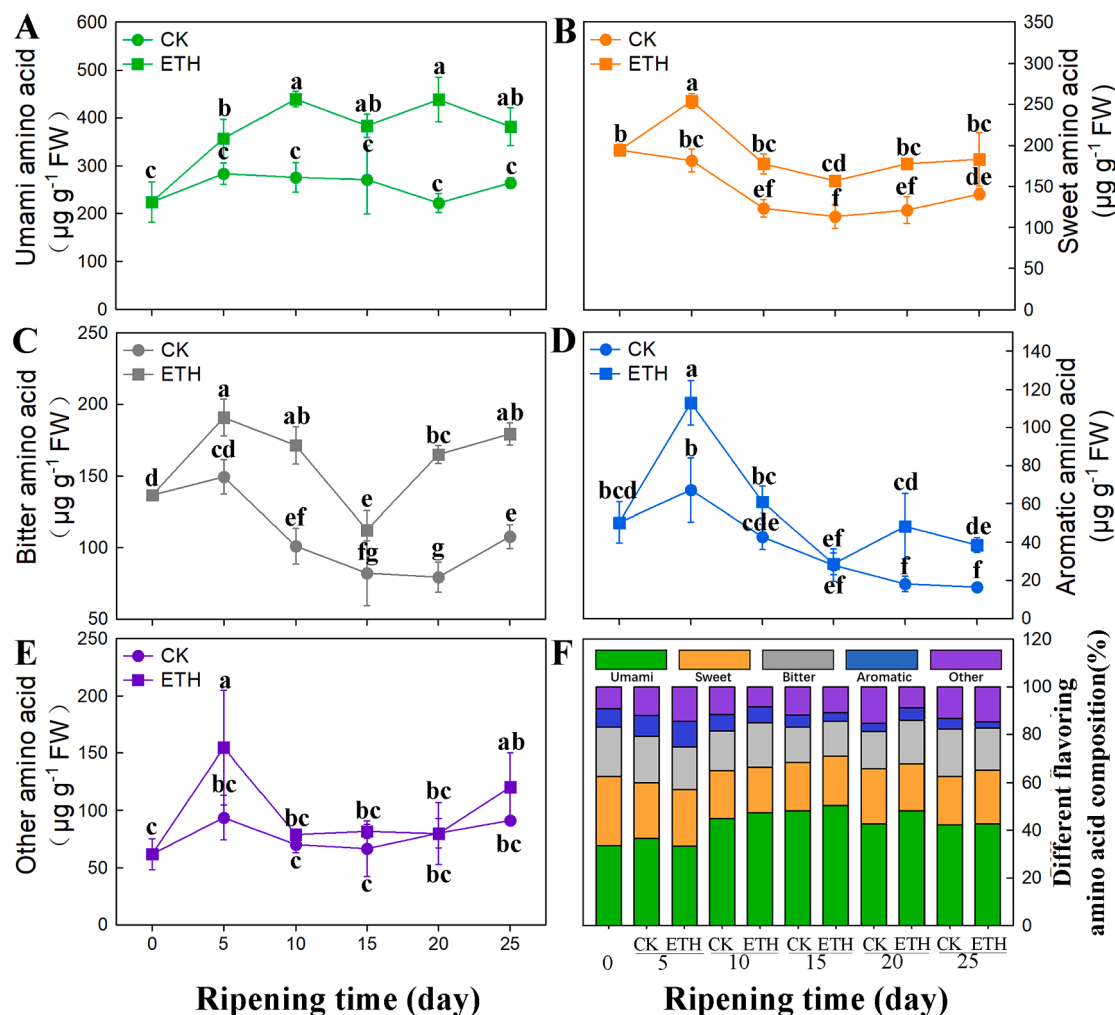 A
Umami amino acid
（µg g-1 FW）
600
500
400
300
200
100
0
CK
ETH
c
b
c
a
c
ab
c
a
c
ab
c
B
CK
ETH
b
a
bc
bc
ef
cd
f
bc
ef
bc
de
350
300
250
200
150
100
50
0
Sweet amino acid
(µg g-1 FW)
C
Bitter amino acid
（µg g-1 FW）
250
200
150
100
50
CK
ETH
d
a
cd
ab
ef
e
fg
bc
g
ab
e
D
CK
ETH
bcd
a
b
bc
cde
ef
ef
cd
f
de
f
140
120
100
80
60
40
20
0
Aromatic amino acid
(µg g-1 FW)
E
Other amino acid
（µg g-1 FW）
250
200
150
100
50
0
CK
ETH
c
a
bc
bc
c
bc
c
bc
bc
ab
bc
0 5 10 15 20 25
Ripening time (day)
F
Umami Sweet Bitter Aromatic Other
120
100
80
60
40
20
0
Different flavoring
amino acid composition(%)
CK ETH CK ETH CK ETH CK ETH CK ETH
0 5 10 15 20 25
Ripening time (day)